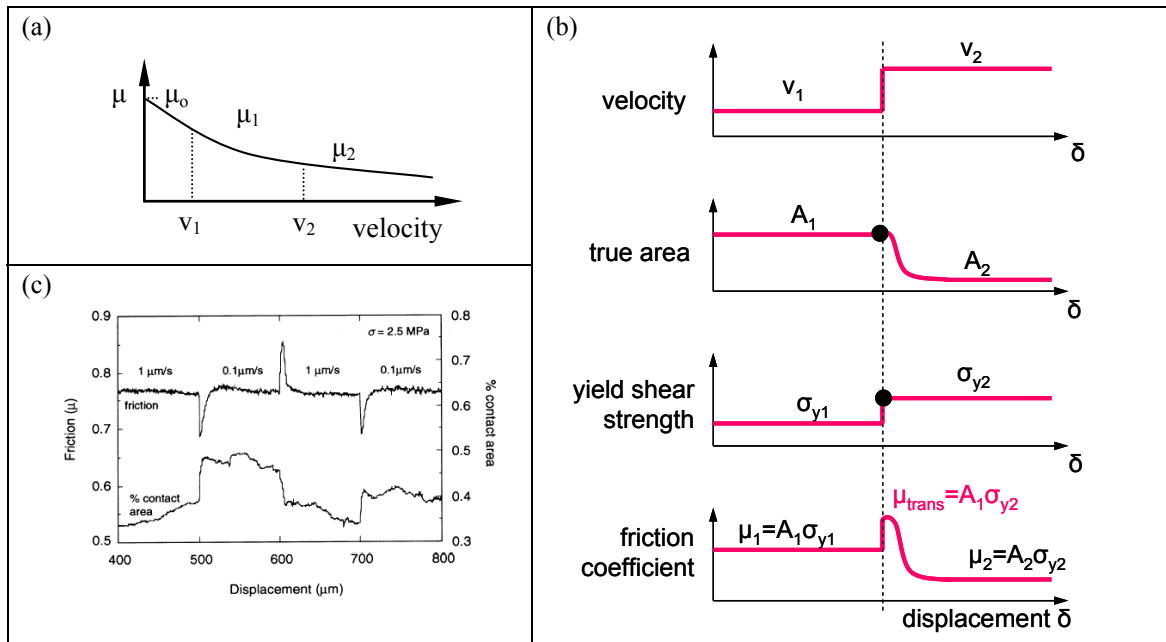 (a)
μ
μₒ
μ₁
μ₂
v₁
v₂
velocity
(b)
velocity
v₁
v₂
δ
true area
A₁
A₂
δ
yield shear
strength
σy1
σy2
δ
μtrans=A₁σy2
friction
coefficient
μ₁=A₁σy1
μ₂=A₂σy2
displacement δ
(c)
0.9
0.8
0.7
0.6
0.5
Friction (μ)
σ = 2.5 MPa
1 μm/s
0.1μm/s
1 μm/s
0.1μm/s
friction
% contact
area
0.8
0.7
0.6
0.5
0.4
0.3
% contact
area
400
500
600
700
800
Displacement (μm)